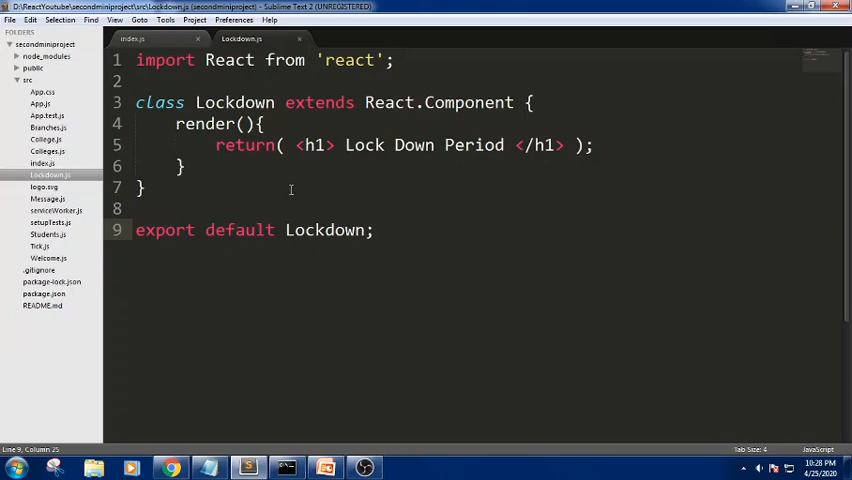 D:\ReactYoutube\secondminiproject\src\Lockdown.js (secondminiproject) - Sublime Text 2 (UNREGISTERED)
File Edit Selection Find View Goto Tools Project Preferences Help
FOLDERS
secondminiproject
node_modules
public
src
App.css
App.js
App.test.js
Branches.js
College.js
Colleges.js
index.js
Lockdown.js
logo.svg
Message.js
serviceWorker.js
setupTests.js
Students.js
Tick.js
Welcome.js
.gitignore
package-lock.json
package.json
README.md
index.js × Lockdown.js ×
1 import React from 'react';
2
3 class Lockdown extends React.Component {
4 render(){
5 return( <h1> Lock Down Period </h1> );
6 }
7 }
8
9 export default Lockdown;
Line 9, Column 25 Tab Size: 4 JavaScript
10:28 PM
4/25/2020